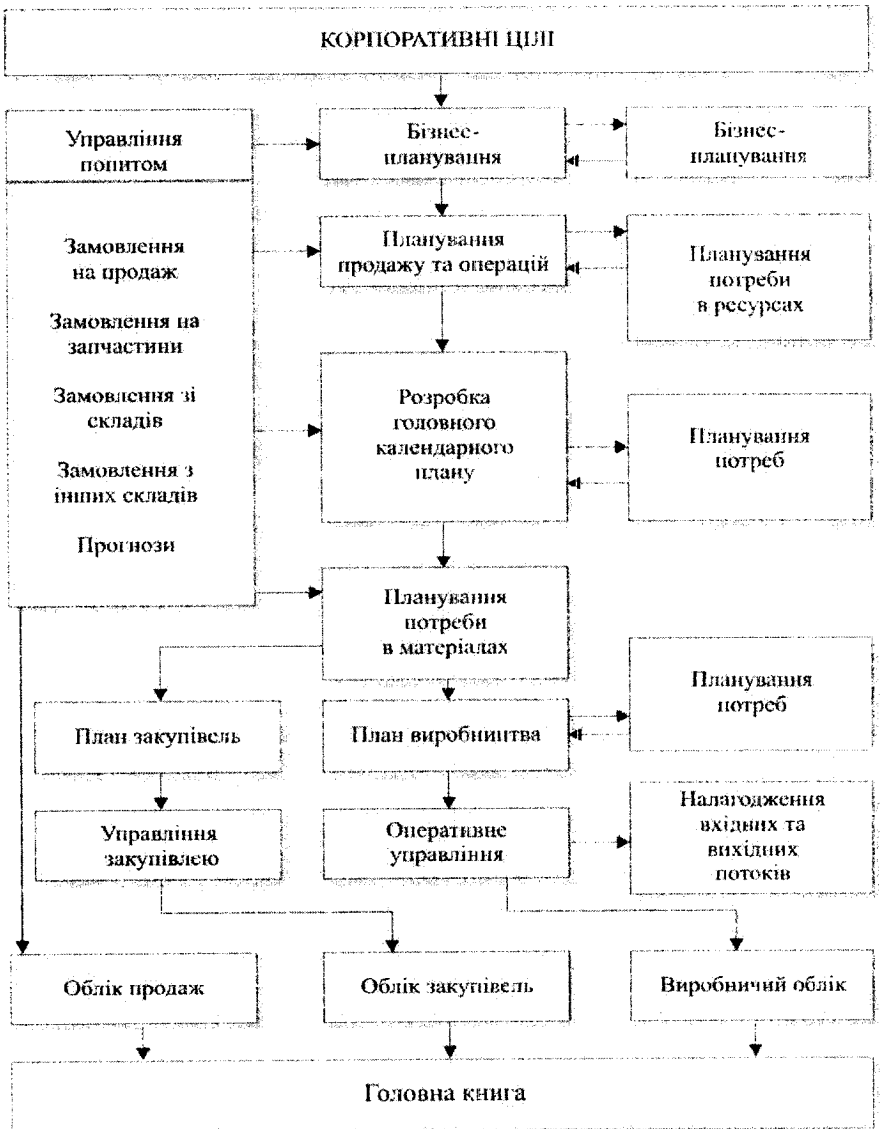 КОРПОРАТИВНІ ЦІЛІ
Управління
попитом
Бізнес-
планування
Бізнес-
планування
Замовлення
на продаж
Замовлення на
запчастини
Замовлення зі
складів
Замовлення з
інших складів
Прогнози
Планування
продажу та операцій
Планування
потреби
в ресурсах
Розробка
головного
календарного
плану
Планування
потреб
Планування
потреби
в матеріалах
План закупівель
План виробництва
Планування
потреб
Управління
закупівлею
Оперативне
управління
Налагодження
вхідних та
вихідних
потоків
Облік продаж
Облік закупівель
Виробничий облік
Головна книга